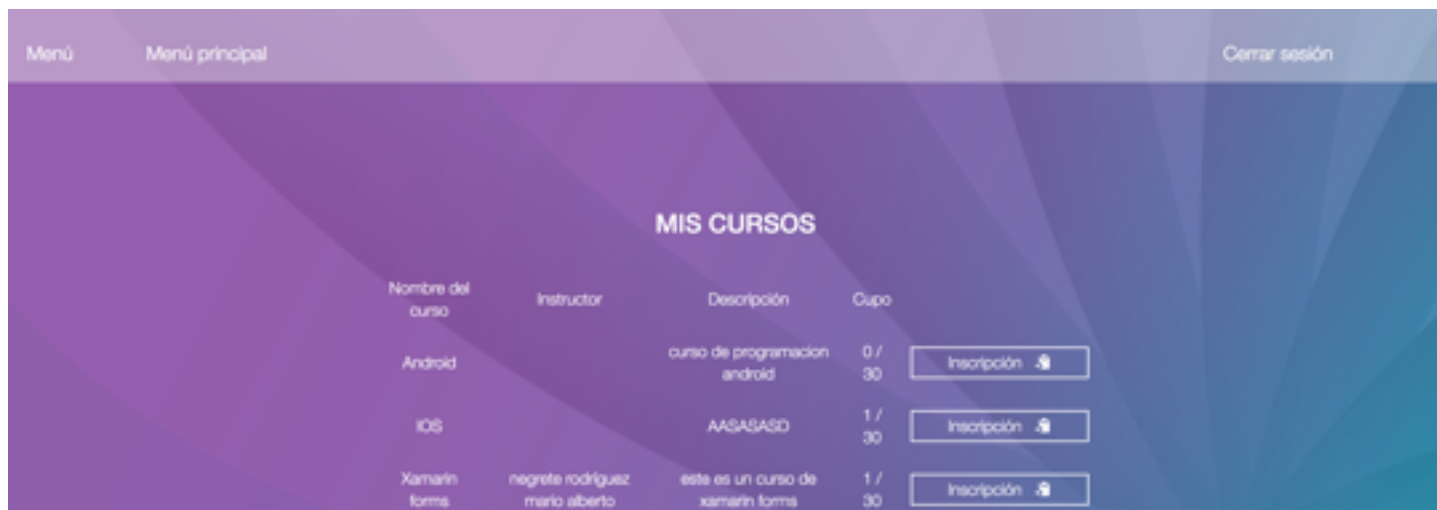 Menú Menú principal Cerrar sesión
MIS CURSOS
Nombre del
curso
Instructor
Descripción
Cupo
Android
curso de programacion
android
0 /
30
Inscripción
IOS
AASASASD
1 /
30
Inscripción
Xamarin
forms
negrete rodríguez
mario alberto
este es un curso de
xamarin forms
1 /
30
Inscripción